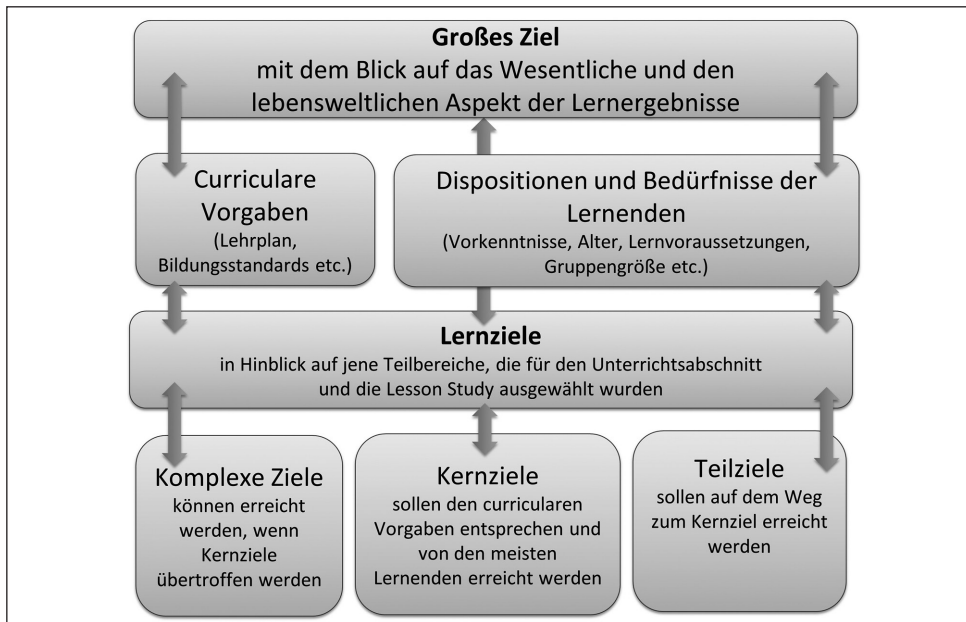 Großes Ziel
mit dem Blick auf das Wesentliche und den
lebensweltlichen Aspekt der Lernergebnisse
Curriculare
Vorgaben
(Lehrplan,
Bildungsstandards etc.)
Dispositionen und Bedürfnisse der
Lernenden
(Vorkenntnisse, Alter, Lernvoraussetzungen,
Gruppengröße etc.)
Lernziele
in Hinblick auf jene Teilbereiche, die für den Unterrichtsabschnitt
und die Lesson Study ausgewählt wurden
Komplexe Ziele
können erreicht
werden, wenn
Kernziele
übertroffen werden
Kernziele
sollen den curricularen
Vorgaben entsprechen und
von den meisten
Lernenden erreicht werden
Teilziele
sollen auf dem Weg
zum Kernziel erreicht
werden